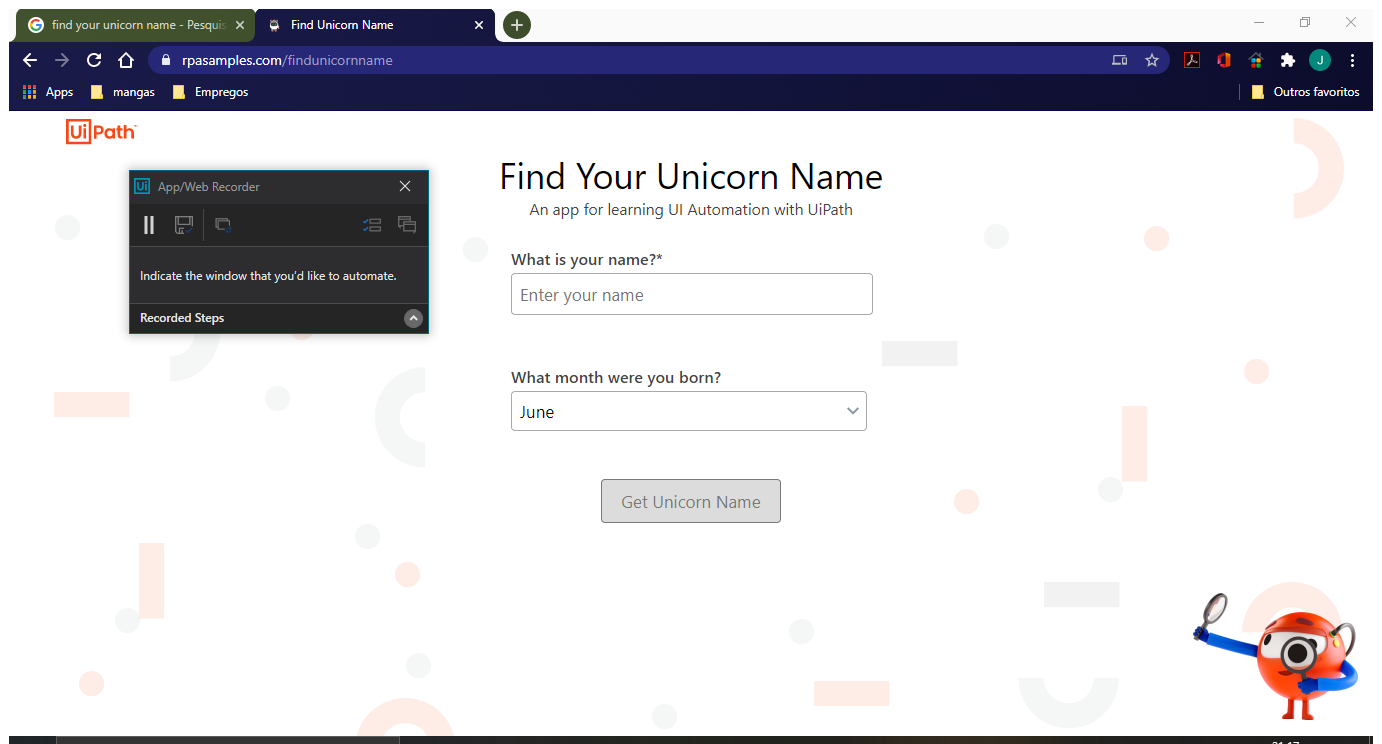 find your unicorn name - Pesquis
Find Unicorn Name
rpasamples.com/findunicornname
J
Apps
mangas
Empregos
Outros favoritos
UiPath
Ui App/Web Recorder
Indicate the window that you'd like to automate.
Recorded Steps
Find Your Unicorn Name
An app for learning UI Automation with UiPath
What is your name?*
Enter your name
What month were you born?
June
Get Unicorn Name